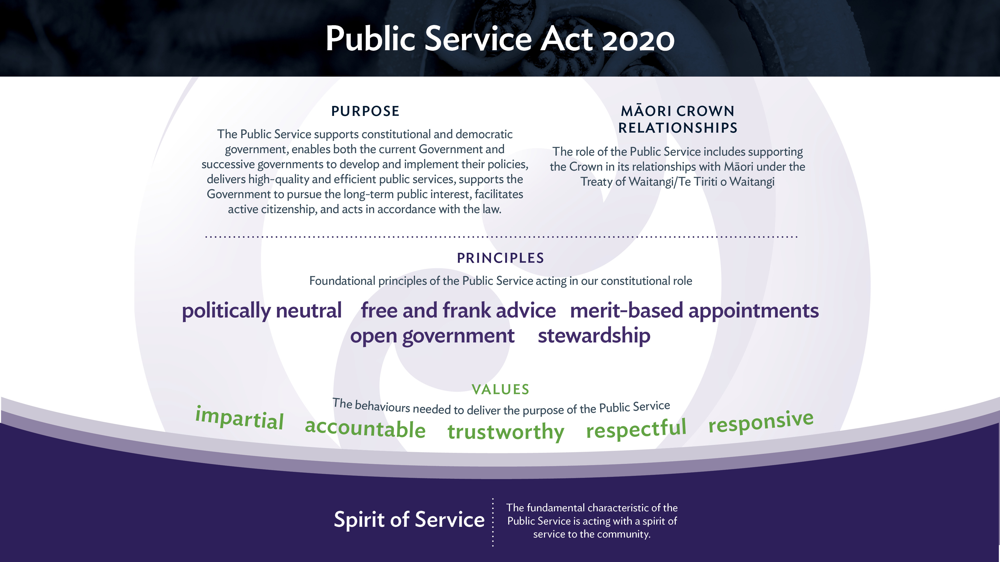 Public Service Act 2020
PURPOSE
The Public Service supports constitutional and democratic
government, enables both the current Government and
successive governments to develop and implement their policies,
delivers high-quality and efficient public services, supports the
Government to pursue the long-term public interest, facilitates
active citizenship, and acts in accordance with the law.
MĀORI CROWN
RELATIONSHIPS
The role of the Public Service includes supporting
the Crown in its relationships with Māori under the
Treaty of Waitangi/Te Tiriti o Waitangi
PRINCIPLES
Foundational principles of the Public Service acting in our constitutional role
politically neutral free and frank advice merit-based appointments
open government stewardship
VALUES
The behaviours needed to deliver the purpose of the Public Service
impartial accountable trustworthy respectful responsive
Spirit of Service
The fundamental characteristic of the
Public Service is acting with a spirit of
service to the community.